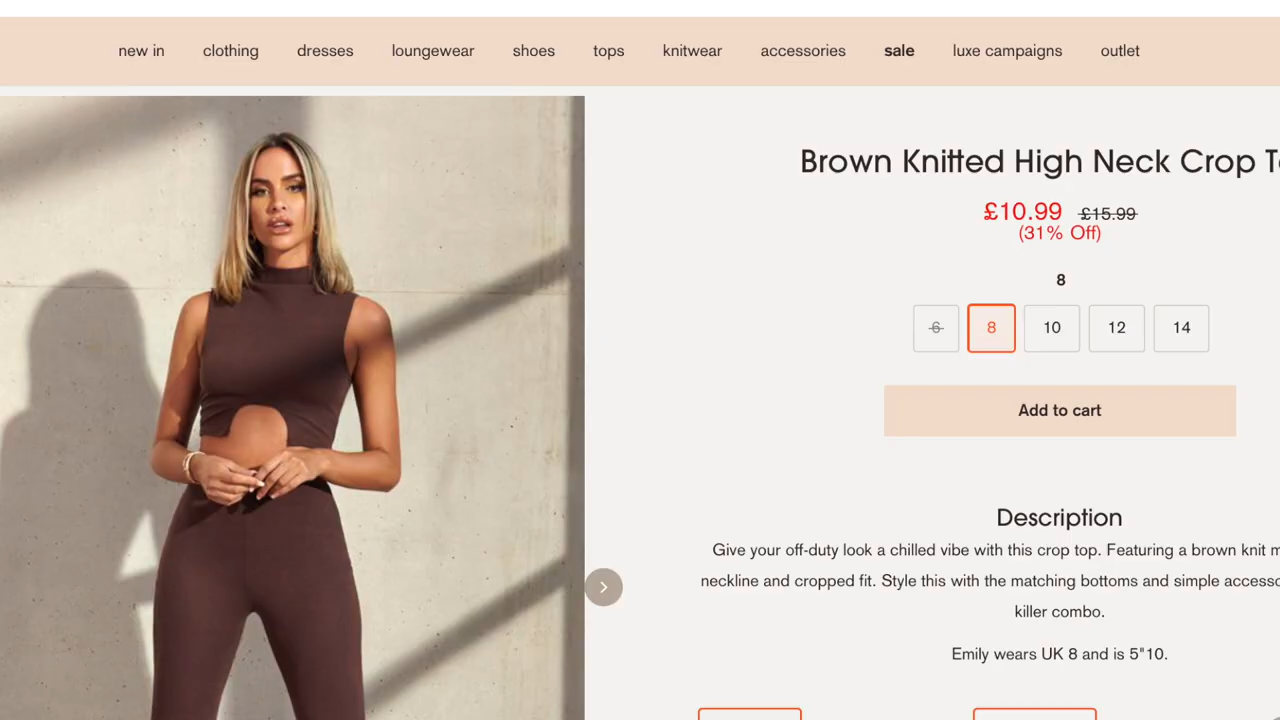 new in clothing dresses loungewear shoes tops knitwear accessories sale luxe campaigns outlet
Brown Knitted High Neck Crop
£10.99 £15.99
(31% Off)
8
6 8 10 12 14
Add to cart
Description
Give your off-duty look a chilled vibe with this crop top. Featuring a brown knit
neckline and cropped fit. Style this with the matching bottoms and simple
killer combo.
Emily wears UK 8 and is 5"10.